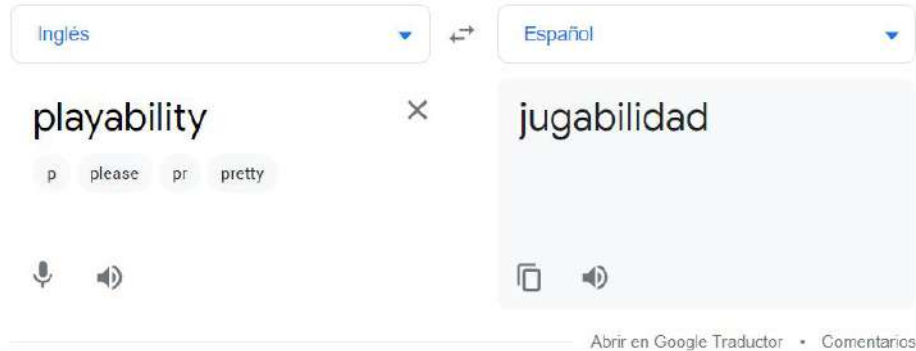 Inglés
Español
playability
jugabilidad
p please pr pretty
Abrir en Google Traductor • Comentarios